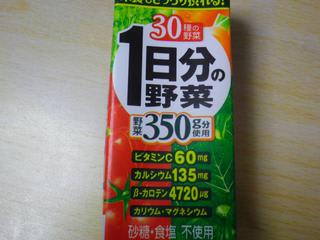 30種の野菜
1日分の
野菜
野菜350g分使用
ビタミンC 60mg
カルシウム 135mg
β-カロテン 4720μg
カリウム・マグネシウム
砂糖・食塩 不使用